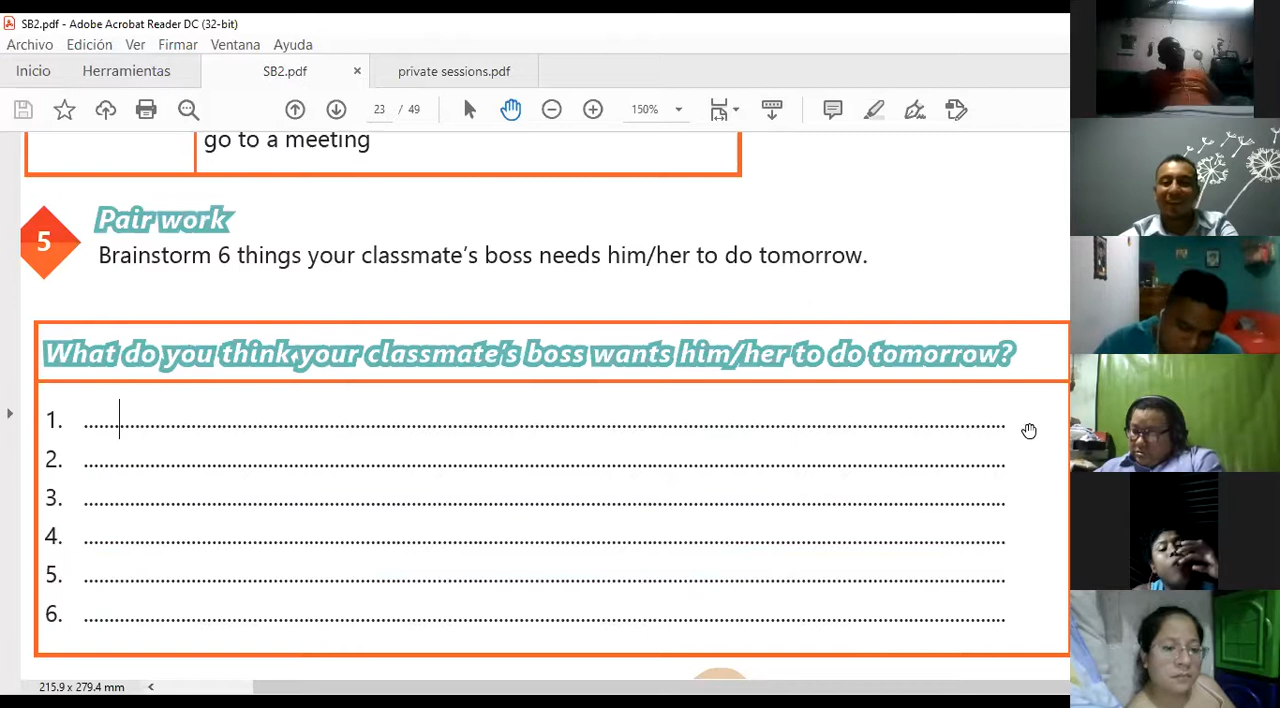 SB2.pdf - Adobe Acrobat Reader DC (32-bit)
Archivo Edición Ver Firmar Ventana Ayuda
Inicio Herramientas SB2.pdf × private sessions.pdf
23 / 49 150%
go to a meeting
5 Pair work
Brainstorm 6 things your classmate's boss needs him/her to do tomorrow.
What do you think your classmate's boss wants him/her to do tomorrow?
1. ....................
2. ....................
3. ....................
4. ....................
5. ....................
6. ....................
215.9 x 279.4 mm